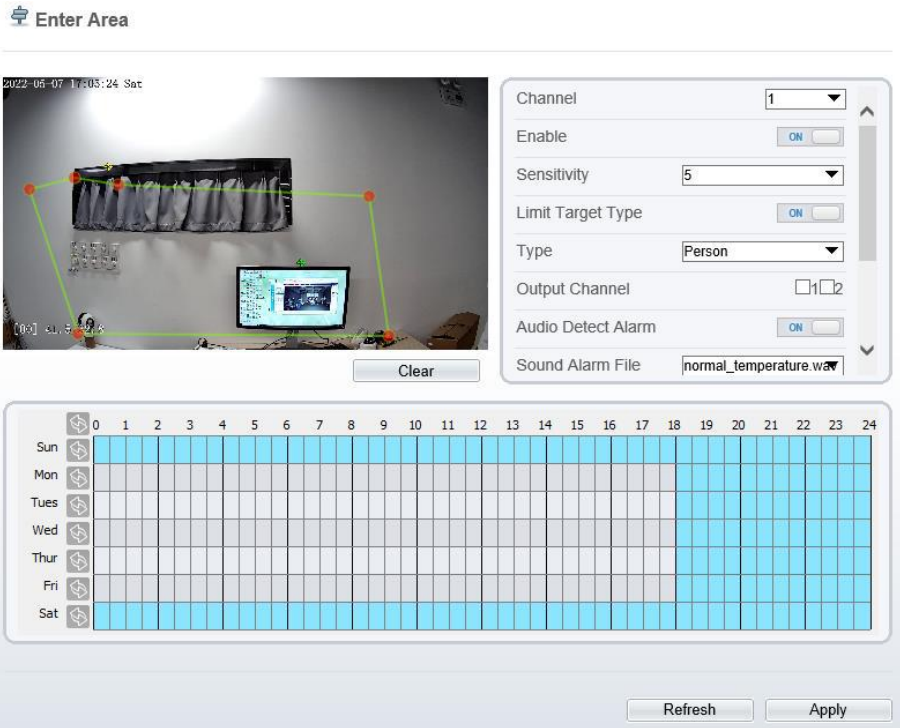 Enter Area
2022-05-07 17:03:24 Sat
Channel
1
Enable
ON
Sensitivity
5
Limit Target Type
ON
Type
Person
Output Channel
1 2
Audio Detect Alarm
ON
Sound Alarm File
normal_temperature.wav
Clear
0 1 2 3 4 5 6 7 8 9 10 11 12 13 14 15 16 17 18 19 20 21 22 23 24
Sun
Mon
Tues
Wed
Thur
Fri
Sat
Refresh
Apply